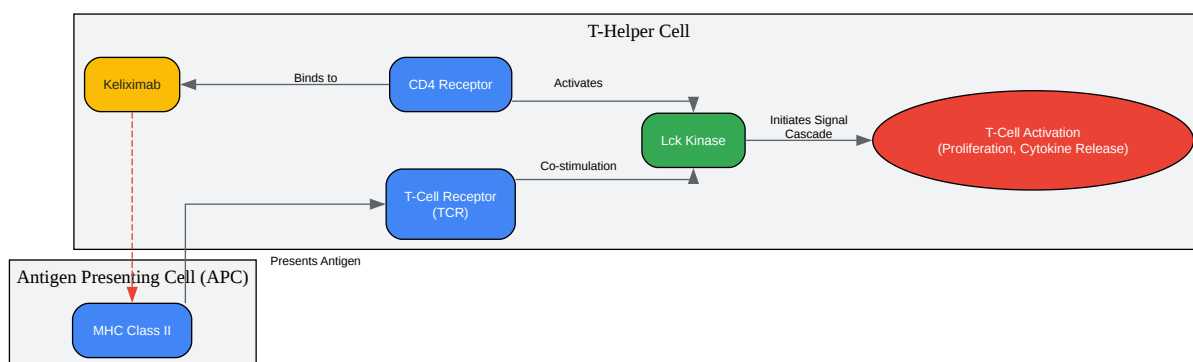 T-Helper Cell
Keliximab
Binds to
CD4 Receptor
Activates
Lck Kinase
Initiates Signal
Cascade
T-Cell Activation
(Proliferation, Cytokine Release)
Co-stimulation
T-Cell Receptor
(TCR)
Presents Antigen
Antigen Presenting Cell (APC)
MHC Class II